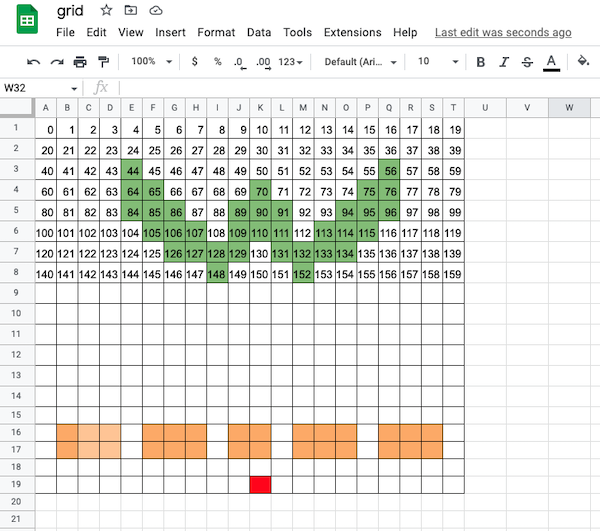 grid
File Edit View Insert Format Data Tools Extensions Help Last edit was seconds ago
100% $ % .0 .00 123 Default (Ari... 10 B I S A
W32 fx
A B C D E F G H I J K L M N O P Q R S T U V W
1 0 1 2 3 4 5 6 7 8 9 10 11 12 13 14 15 16 17 18 19
2 20 21 22 23 24 25 26 27 28 29 30 31 32 33 34 35 36 37 38 39
3 40 41 42 43 44 45 46 47 48 49 50 51 52 53 54 55 56 57 58 59
4 60 61 62 63 64 65 66 67 68 69 70 71 72 73 74 75 76 77 78 79
5 80 81 82 83 84 85 86 87 88 89 90 91 92 93 94 95 96 97 98 99
6 100 101 102 103 104 105 106 107 108 109 110 111 112 113 114 115 116 117 118 119
7 120 121 122 123 124 125 126 127 128 129 130 131 132 133 134 135 136 137 138 139
8 140 141 142 143 144 145 146 147 148 149 150 151 152 153 154 155 156 157 158 159
9
10
11
12
13
14
15
16
17
18
19
20
21